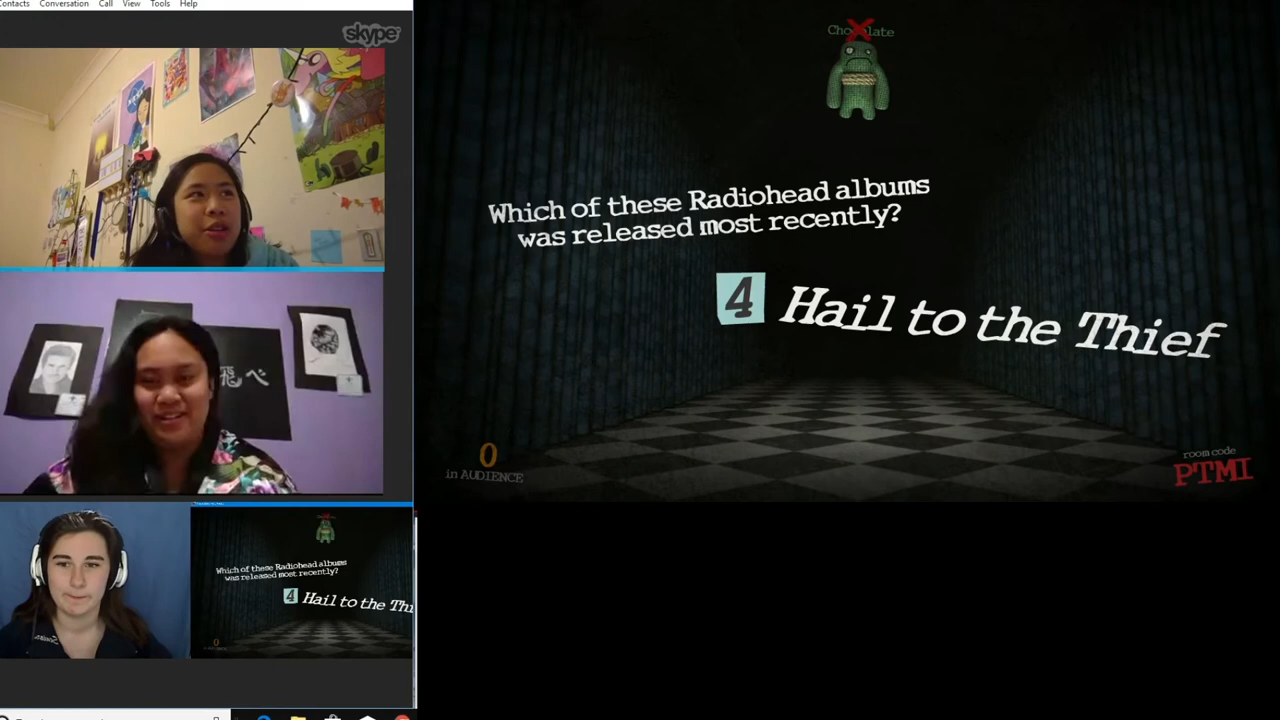 Contacts Conversation Call View Tools Help
skype
Chocolate
Which of these Radiohead albums
was released most recently?
4 Hail to the Thief
0
in AUDIENCE
room code
PTMI
べ
Which of these Radiohead albums
was released most recently?
4 Hail to the Thi
0